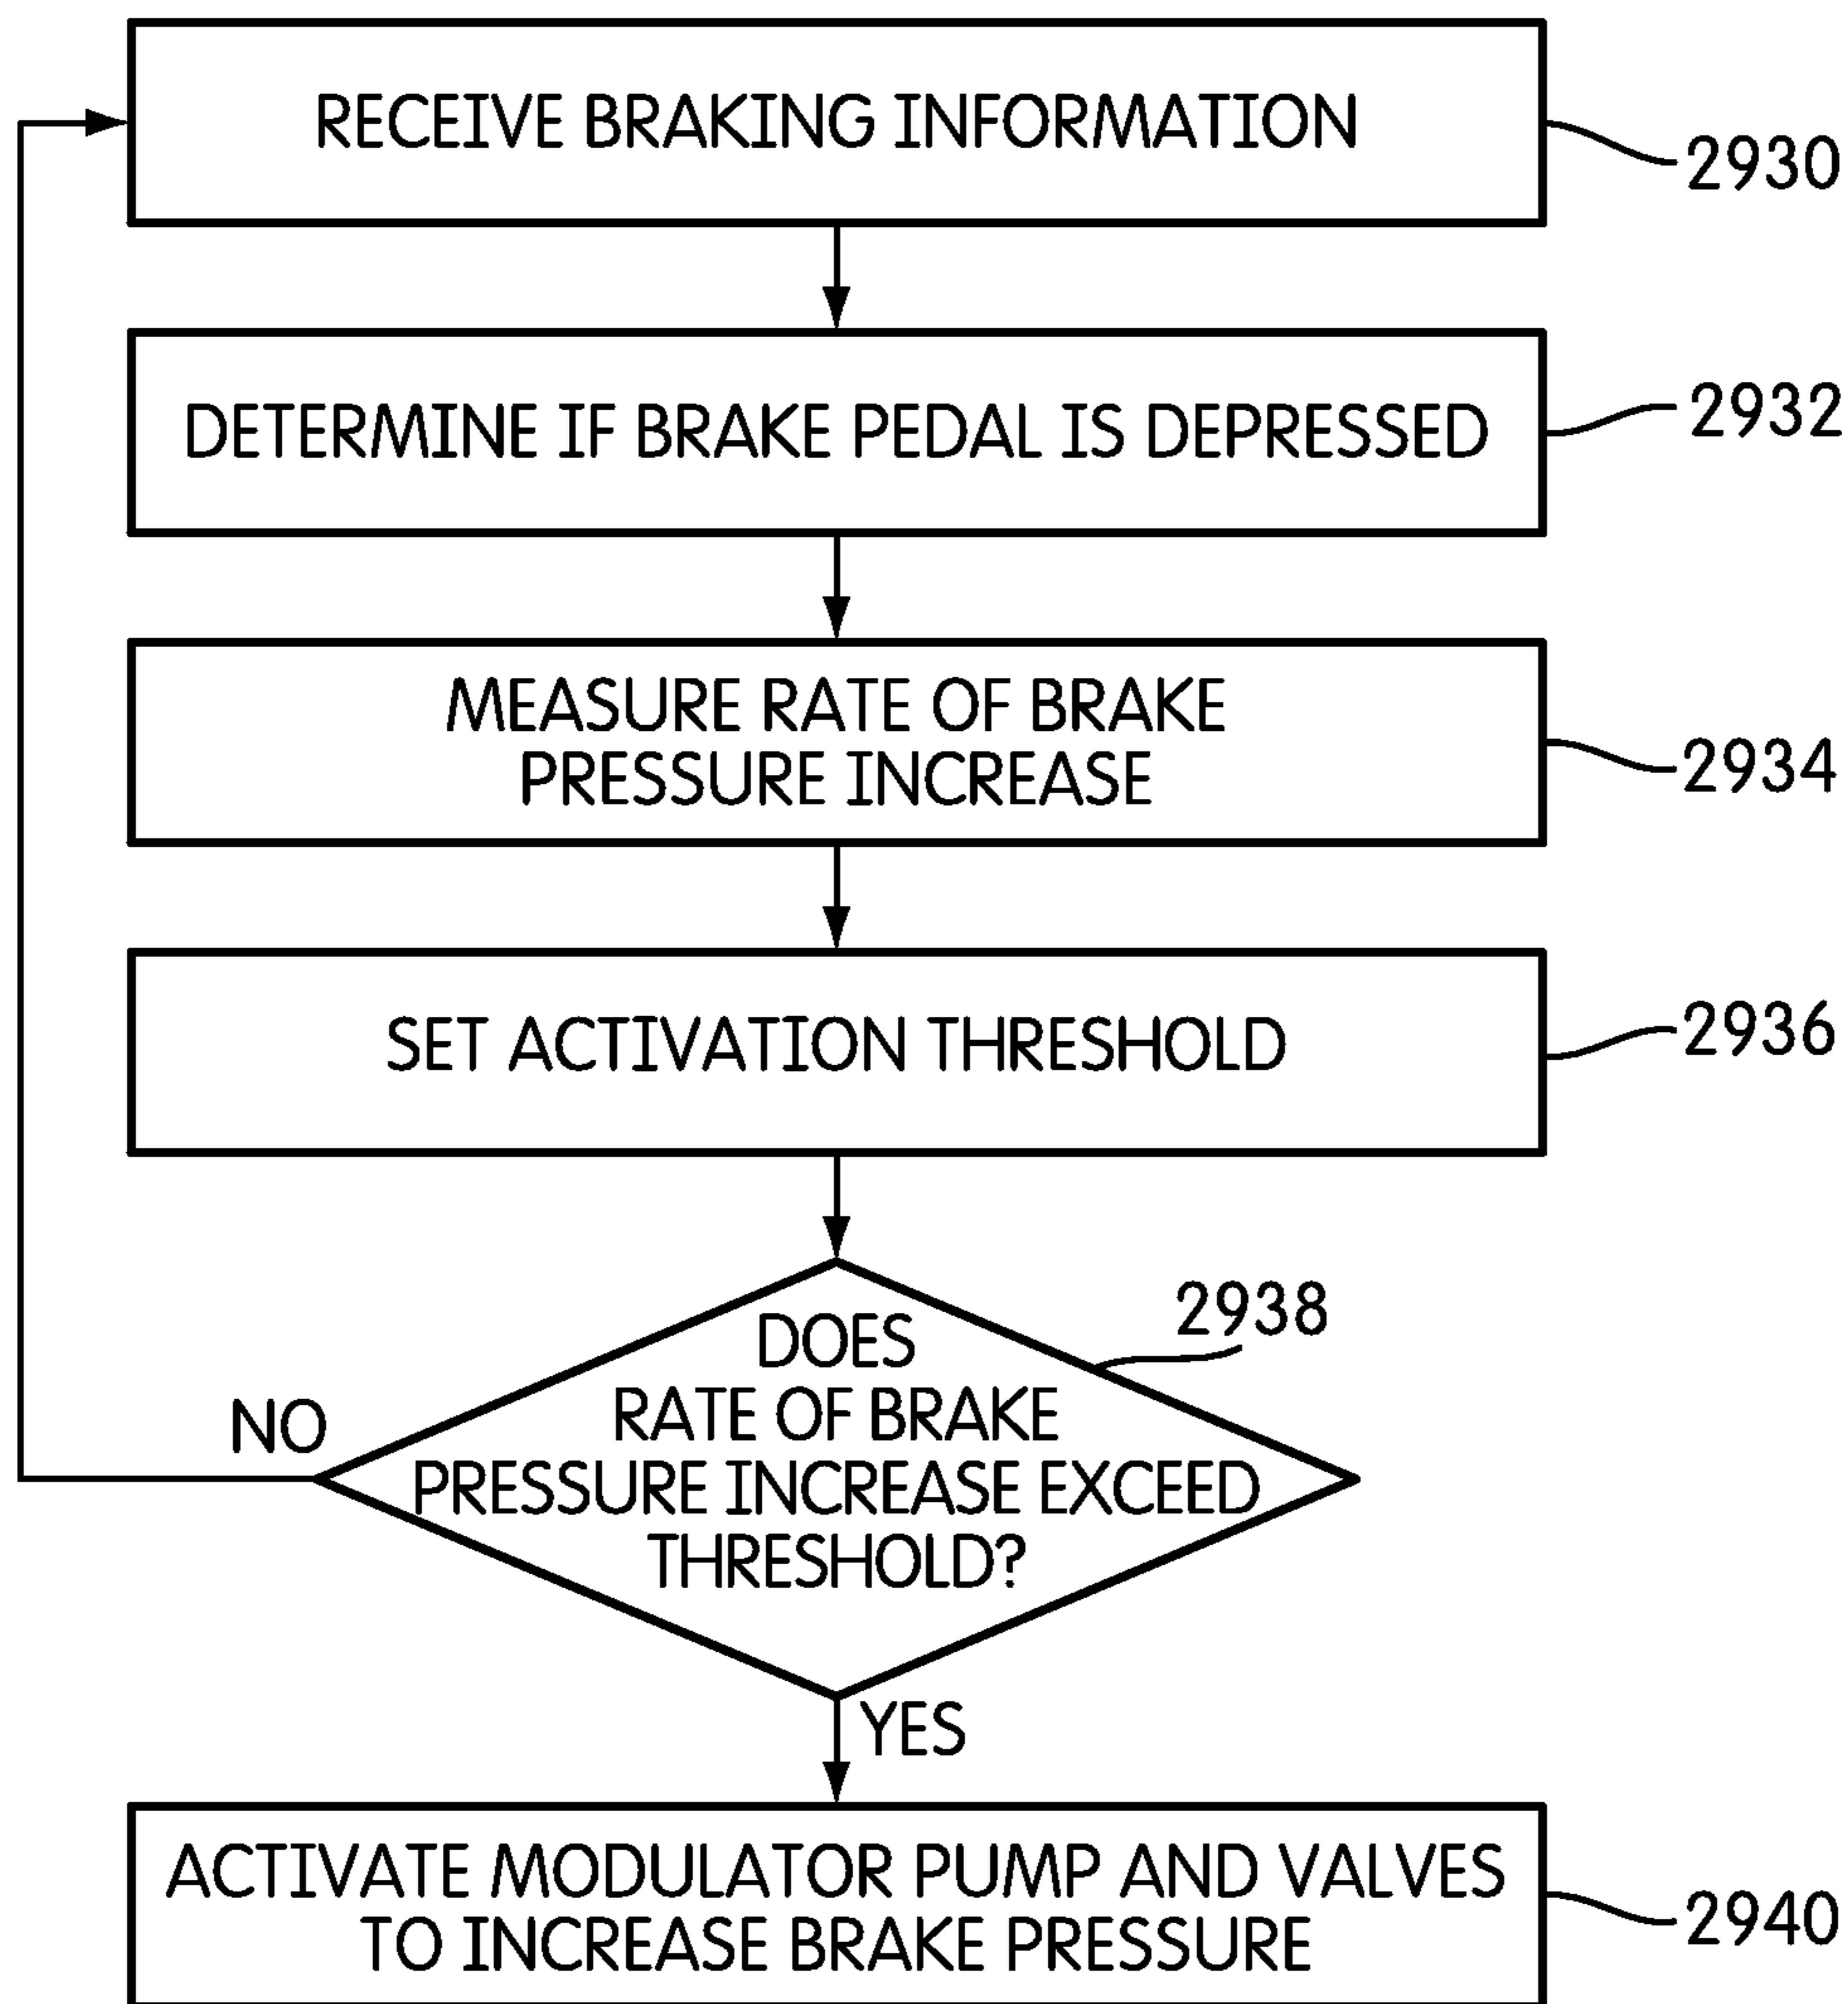 RECEIVE BRAKING INFORMATION
2930
DETERMINE IF BRAKE PEDAL IS DEPRESSED
2932
MEASURE RATE OF BRAKE
PRESSURE INCREASE
2934
SET ACTIVATION THRESHOLD
2936
2938
DOES
RATE OF BRAKE
PRESSURE INCREASE EXCEED
THRESHOLD?
NO
YES
ACTIVATE MODULATOR PUMP AND VALVES
TO INCREASE BRAKE PRESSURE
2940